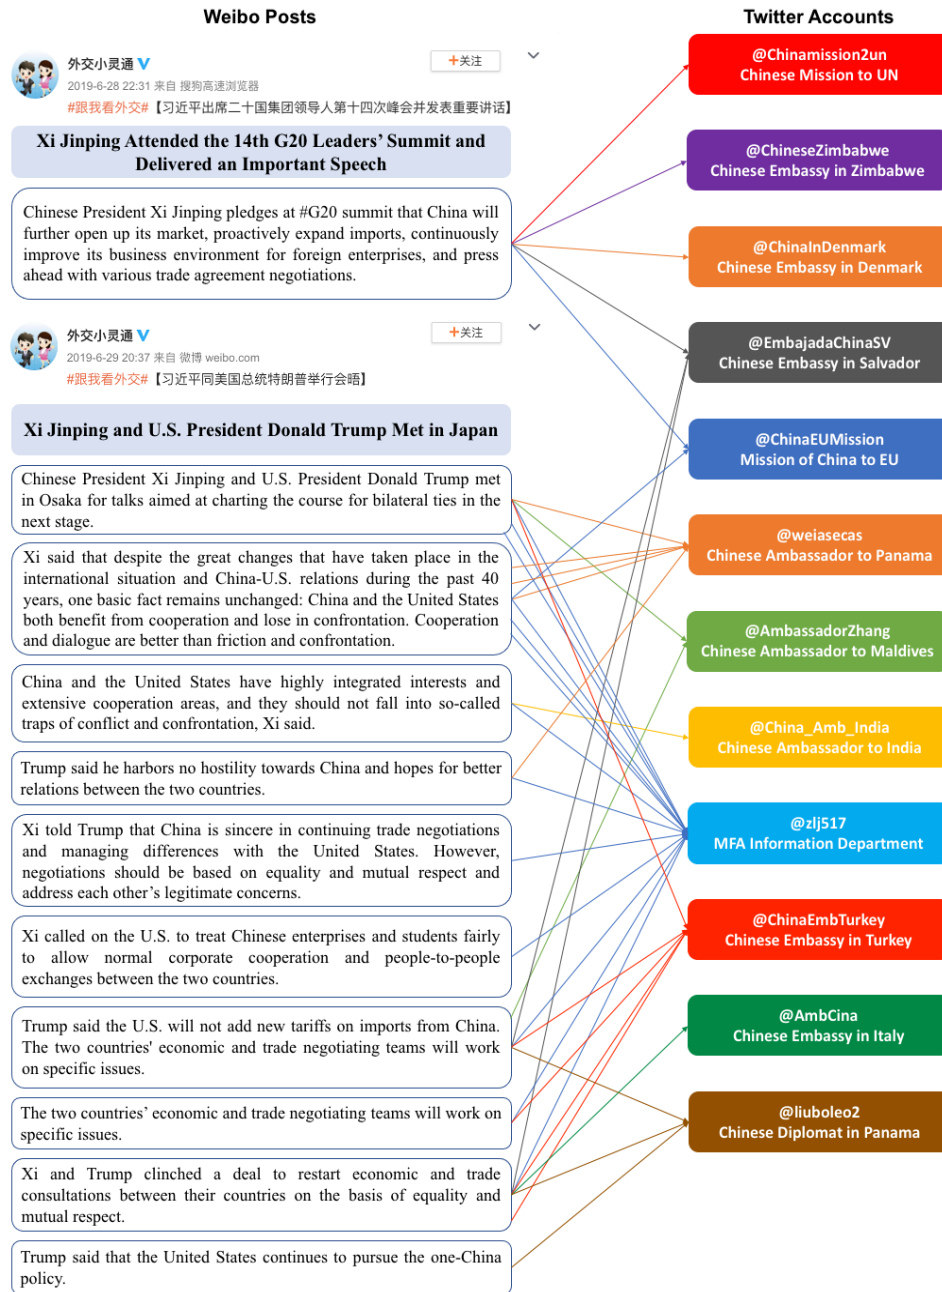 Weibo Posts
Twitter Accounts
外交小灵通
+关注
2019-6-28 22:31 来自 搜狗高速浏览器
#跟我看外交#【习近平出席二十国集团领导人第十四次峰会并发表重要讲话】
Xi Jinping Attended the 14th G20 Leaders' Summit and
Delivered an Important Speech
Chinese President Xi Jinping pledges at #G20 summit that China will
further open up its market, proactively expand imports, continuously
improve its business environment for foreign enterprises, and press
ahead with various trade agreement negotiations.
外交小灵通
+关注
2019-6-29 20:37 来自 微博 weibo.com
#跟我看外交#【习近平同美国总统特朗普举行会晤】
Xi Jinping and U.S. President Donald Trump Met in Japan
Chinese President Xi Jinping and U.S. President Donald Trump met
in Osaka for talks aimed at charting the course for bilateral ties in the
next stage.
Xi said that despite the great changes that have taken place in the
international situation and China-U.S. relations during the past 40
years, one basic fact remains unchanged: China and the United States
both benefit from cooperation and lose in confrontation. Cooperation
and dialogue are better than friction and confrontation.
China and the United States have highly integrated interests and
extensive cooperation areas, and they should not fall into so-called
traps of conflict and confrontation, Xi said.
Trump said he harbors no hostility towards China and hopes for better
relations between the two countries.
Xi told Trump that China is sincere in continuing trade negotiations
and managing differences with the United States. However,
negotiations should be based on equality and mutual respect and
address each other's legitimate concerns.
Xi called on the U.S. to treat Chinese enterprises and students fairly
to allow normal corporate cooperation and people-to-people
exchanges between the two countries.
Trump said the U.S. will not add new tariffs on imports from China.
The two countries' economic and trade negotiating teams will work
on specific issues.
The two countries' economic and trade negotiating teams will work on
specific issues.
Xi and Trump clinched a deal to restart economic and trade
consultations between their countries on the basis of equality and
mutual respect.
Trump said that the United States continues to pursue the one-China
policy.
@Chinamission2un
Chinese Mission to UN
@ChineseZimbabwe
Chinese Embassy in Zimbabwe
@ChinaInDenmark
Chinese Embassy in Denmark
@EmbajadaChinaSV
Chinese Embassy in Salvador
@ChinaEUMission
Mission of China to EU
@weiasecas
Chinese Ambassador to Panama
@AmbassadorZhang
Chinese Ambassador to Maldives
@China_Amb_India
Chinese Ambassador to India
@zlj517
MFA Information Department
@ChinaEmbTurkey
Chinese Embassy in Turkey
@AmbCina
Chinese Embassy in Italy
@liuboleo2
Chinese Diplomat in Panama